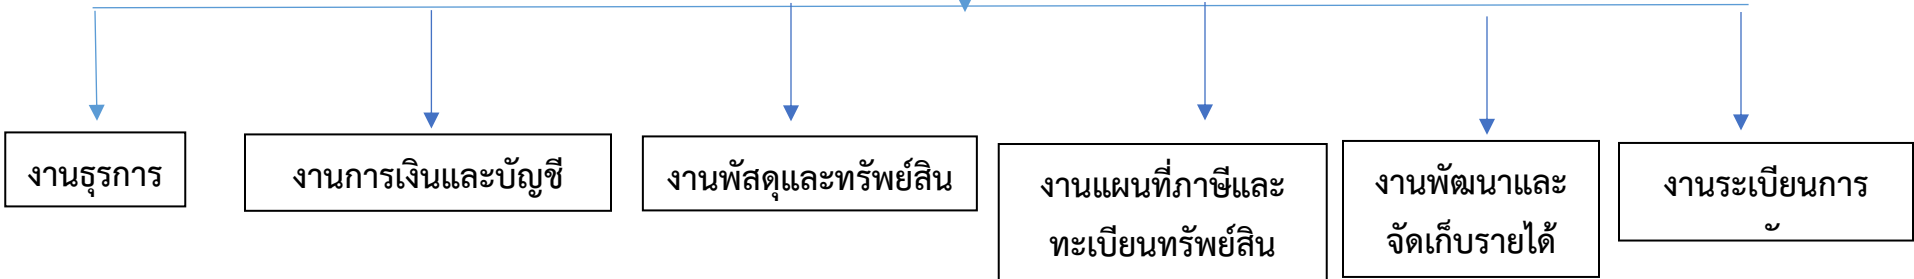 งานธุรการ
งานการเงินและบัญชี
งานพัสดุและทรัพย์สิน
งานแผนที่ภาษีและ
ทะเบียนทรัพย์สิน
งานพัฒนาและ
จัดเก็บรายได้
งานระเบียนการ